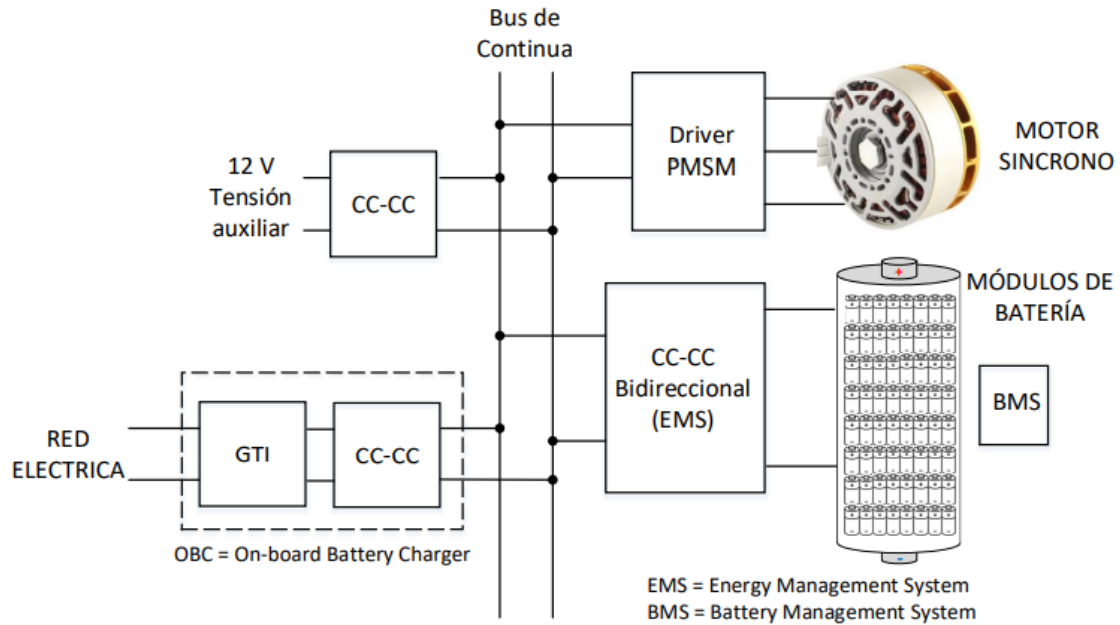 Bus de
Continua
12 V
Tensión
auxiliar
CC-CC
Driver
PMSM
MOTOR
SINCRONO
CC-CC
Bidireccional
(EMS)
+
MÓDULOS DE
BATERÍA
BMS
-
RED
ELECTRICA
GTI
CC-CC
OBC = On-board Battery Charger
EMS = Energy Management System
BMS = Battery Management System